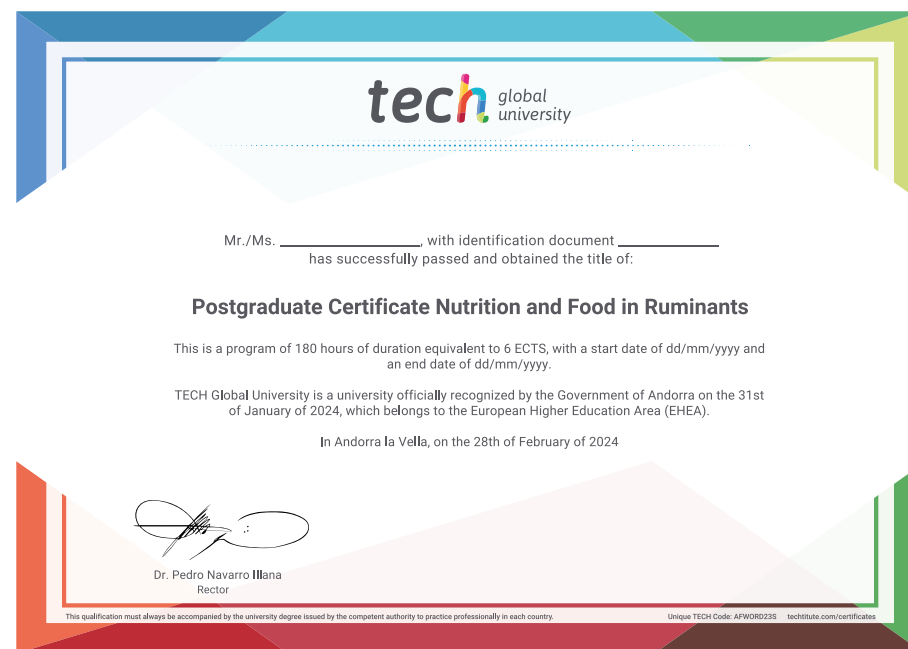 tech global
university
Mr./Ms. ____________________, with identification document ______________
has successfully passed and obtained the title of:
Postgraduate Certificate Nutrition and Food in Ruminants
This is a program of 180 hours of duration equivalent to 6 ECTS, with a start date of dd/mm/yyyy and
an end date of dd/mm/yyyy.
TECH Global University is a university officially recognized by the Government of Andorra on the 31st
of January of 2024, which belongs to the European Higher Education Area (EHEA).
In Andorra la Vella, on the 28th of February of 2024
Dr. Pedro Navarro Illana
Rector
This qualification must always be accompanied by the university degree issued by the competent authority to practice professionally in each country.
Unique TECH Code: AFWORD23S techtitute.com/certificates